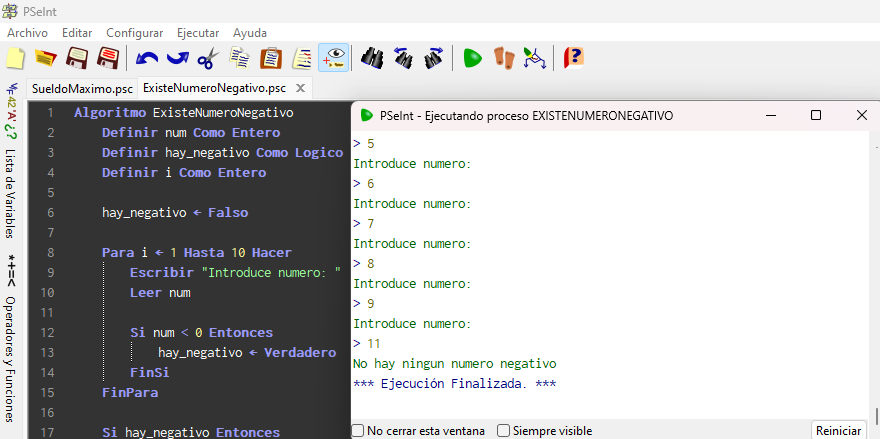 PSeInt
Archivo Editar Configurar Ejecutar Ayuda
SueldoMaximo.psc ExisteNumeroNegativo.psc
Lista de Variables
Operadores y Funciones
1 Algoritmo ExisteNumeroNegativo
2 Definir num Como Entero
3 Definir hay_negativo Como Logico
4 Definir i Como Entero
5
6 hay_negativo ← Falso
7
8 Para i ← 1 Hasta 10 Hacer
9 Escribir "Introduce numero: "
10 Leer num
11
12 Si num < 0 Entonces
13 hay_negativo ← Verdadero
14 FinSi
15 FinPara
16
17 Si hay_negativo Entonces
PSeInt - Ejecutando proceso EXISTENUMERONEGATIVO
> 5
Introduce numero:
> 6
Introduce numero:
> 7
Introduce numero:
> 8
Introduce numero:
> 9
Introduce numero:
> 11
No hay ningun numero negativo
*** Ejecución Finalizada. ***
No cerrar esta ventana Siempre visible Reiniciar